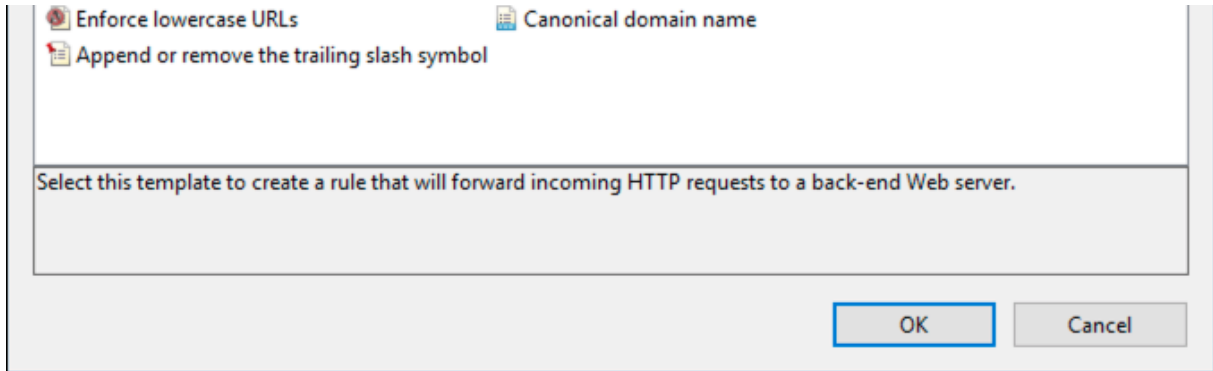 Enforce lowercase URLs
Canonical domain name
Append or remove the trailing slash symbol
Select this template to create a rule that will forward incoming HTTP requests to a back-end Web server.
OK
Cancel